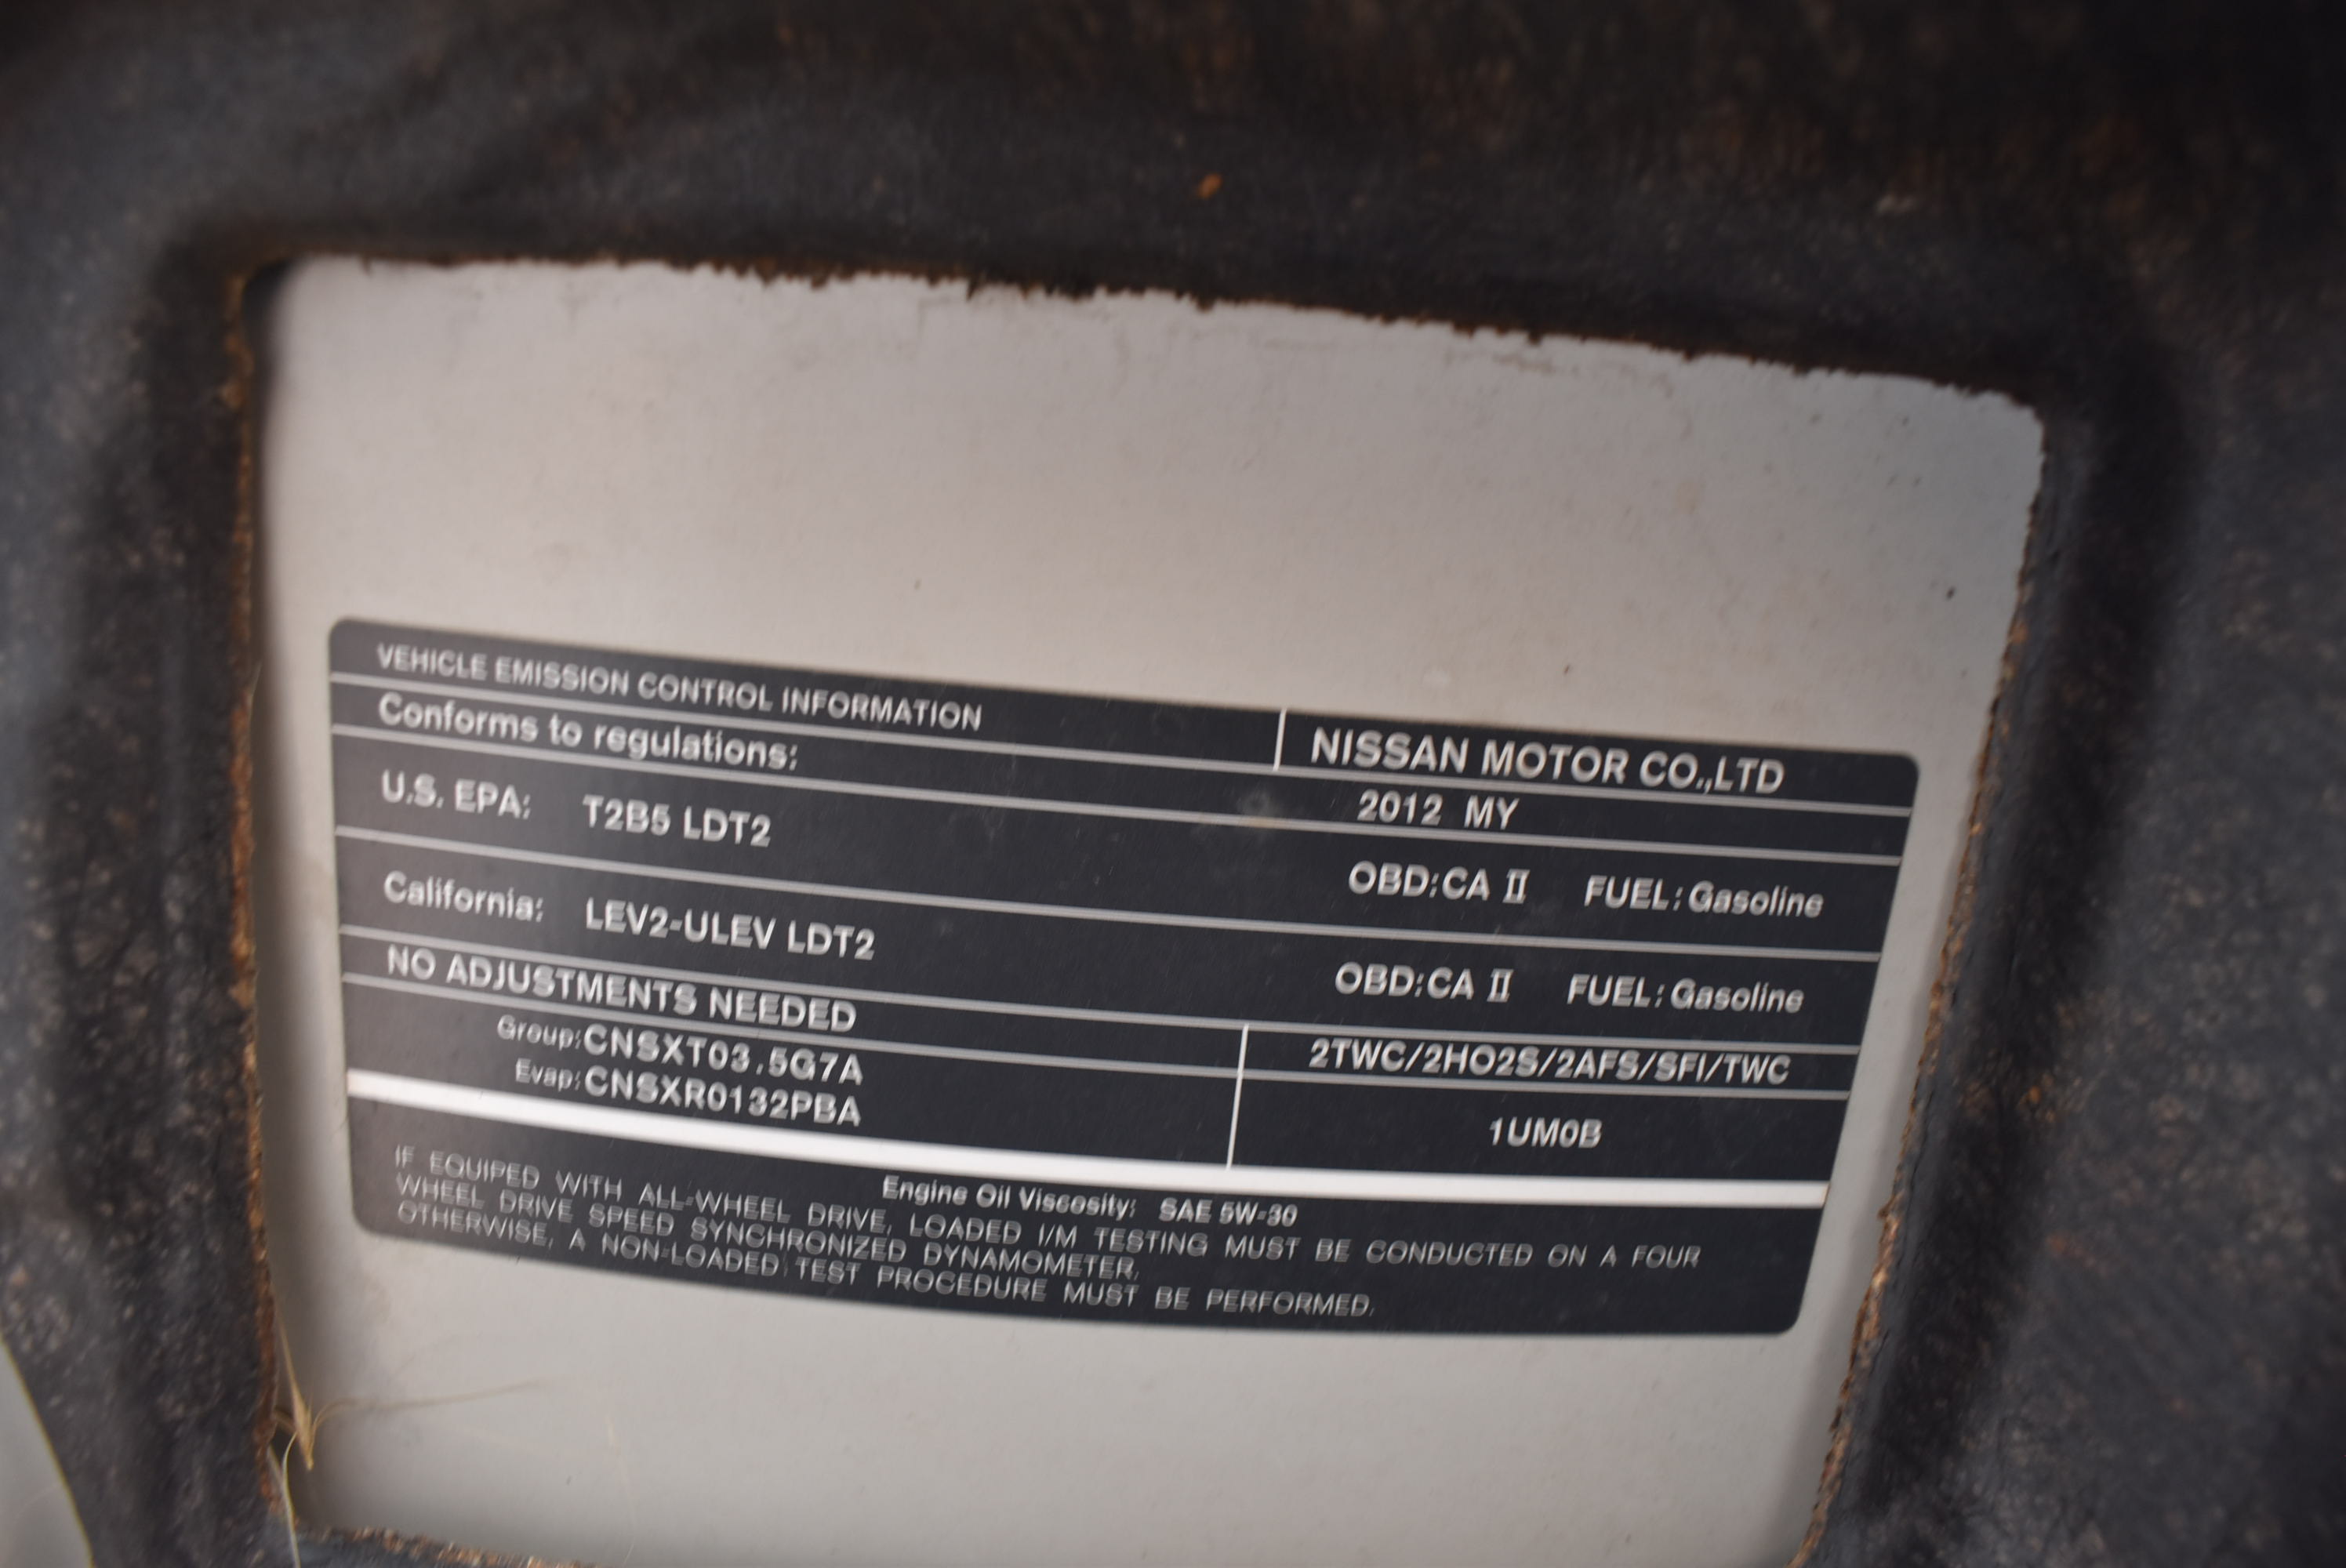 VEHICLE EMISSION CONTROL INFORMATION NISSAN MOTOR CO.,LTD
Conforms to regulations: 2012 MY
U.S. EPA: T2B5 LDT2 OBD:CA II FUEL: Gasoline
California: LEV2-ULEV LDT2 OBD:CA II FUEL: Gasoline
NO ADJUSTMENTS NEEDED 2TWC/2HO2S/2AFS/SFI/TWC
Group: CNSXT03.5G7A
Evap: CNSXR0132PBA 1UM0B
Engine Oil Viscosity: SAE 5W-30
IF EQUIPED WITH ALL-WHEEL DRIVE, LOADED I/M TESTING MUST BE CONDUCTED ON A FOUR
WHEEL DRIVE SPEED SYNCHRONIZED DYNAMOMETER.
OTHERWISE, A NON-LOADED TEST PROCEDURE MUST BE PERFORMED.